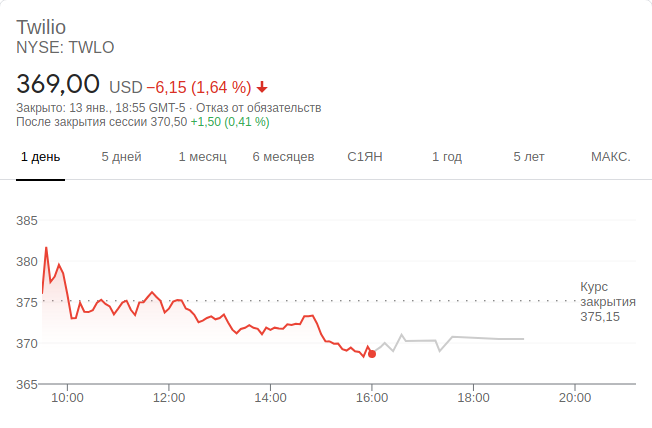 Twilio
NYSE: TWLO
369,00 USD −6,15 (1,64 %)
Закрыто: 13 янв., 18:55 GMT-5 · Отказ от обязательств
После закрытия сессии 370,50 +1,50 (0,41 %)
1 день 5 дней 1 месяц 6 месяцев С1ЯН 1 год 5 лет МАКС.
385
380
375
370
365
Курс
закрытия
375,15
10:00 12:00 14:00 16:00 18:00 20:00